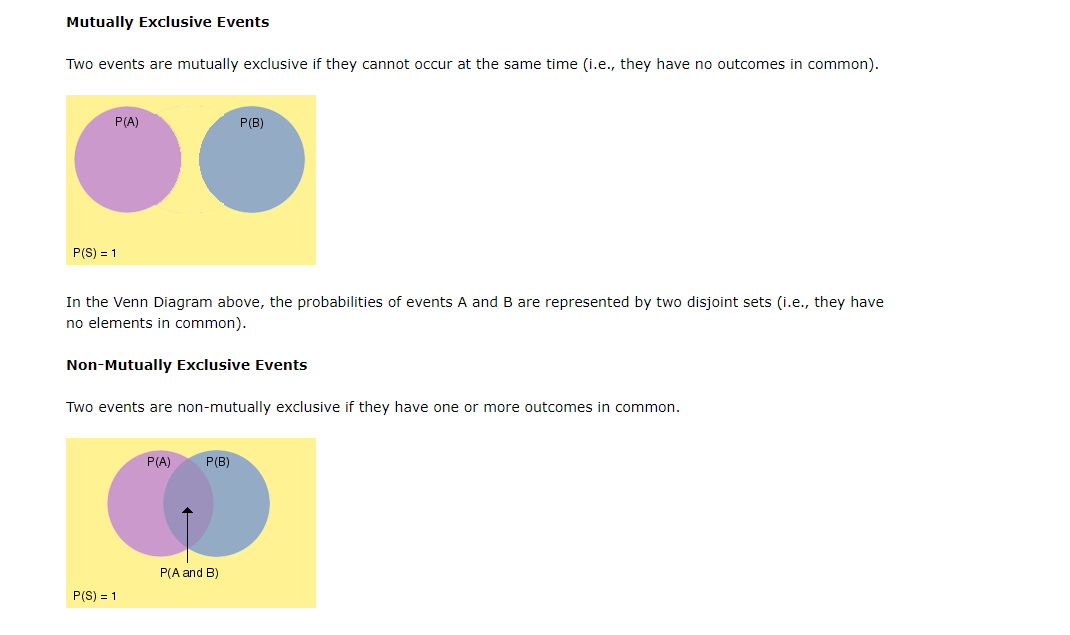 Mutually Exclusive Events
Two events are mutually exclusive if they cannot occur at the same time (i.e., they have no outcomes in common).
P(A)
P(B)
P(S) = 1
In the Venn Diagram above, the probabilities of events A and B are represented by two disjoint sets (i.e., they have
no elements in common).
Non-Mutually Exclusive Events
Two events are non-mutually exclusive if they have one or more outcomes in common.
P(A)
P(B)
P(A and B)
P(S) = 1